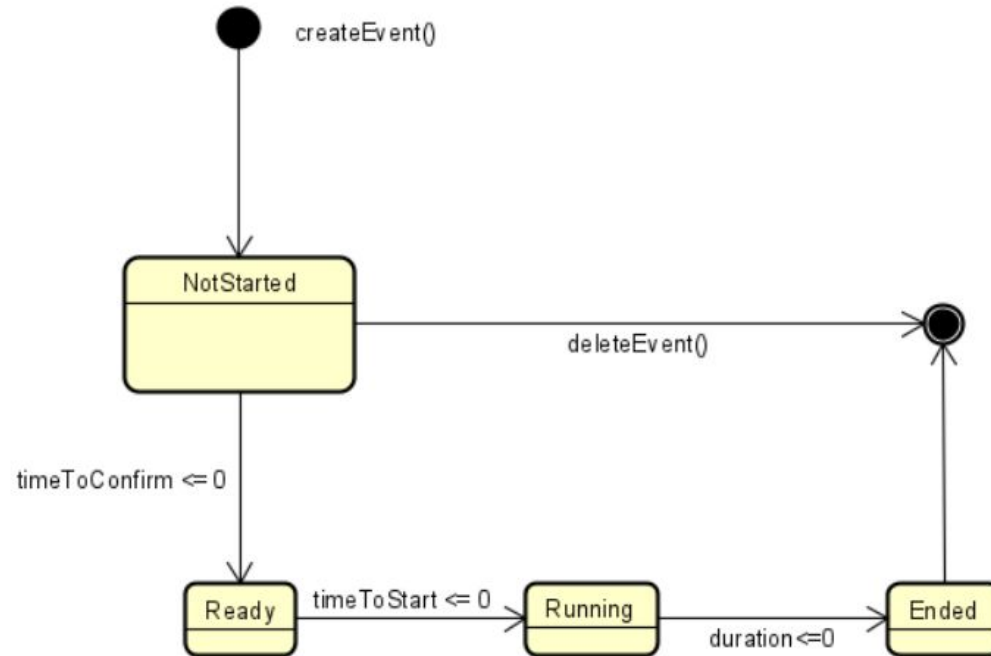 createEvent()
NotStarted
deleteEvent()
timeToConfirm <= 0
Ready
timeToStart <= 0
Running
duration<=0
Ended